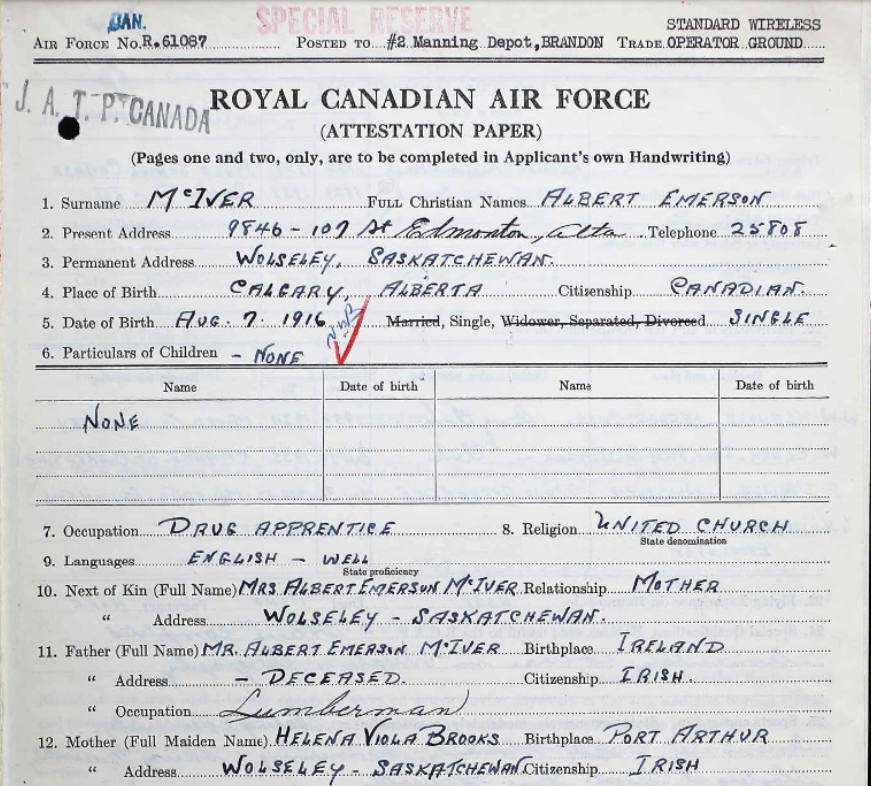 CAN. SPECIAL RESERVE STANDARD WIRELESS
AIR FORCE No. R.61087 POSTED TO #2 Manning Depot, BRANDON TRADE OPERATOR GROUND
J. A. T. P. CANADA
ROYAL CANADIAN AIR FORCE
(ATTESTATION PAPER)
(Pages one and two, only, are to be completed in Applicant's own Handwriting)
1. Surname McIVER FULL Christian Names ALBERT EMERSON
2. Present Address 9846 - 107 St Edmonton, Alta Telephone 25808
3. Permanent Address WOLSELEY, SASKATCHEWAN.
4. Place of Birth CALGARY, ALBERTA Citizenship CANADIAN.
5. Date of Birth AUG. 7. 1916 Married, Single, Widower, Separated, Divorced, SINGLE
6. Particulars of Children - NONE
Name Date of birth Name Date of birth
NONE
7. Occupation DRUG APPRENTICE 8. Religion UNITED CHURCH
State denomination
9. Languages ENGLISH - WELL
State proficiency
10. Next of Kin (Full Name) MRS ALBERT EMERSON McIVER Relationship MOTHER
" Address WOLSELEY - SASKATCHEWAN.
11. Father (Full Name) MR. ALBERT EMERSON McIVER Birthplace IRELAND
" Address - DECEASED. Citizenship IRISH.
" Occupation Lumberman
12. Mother (Full Maiden Name) HELENA VIOLA BROOKS Birthplace PORT ARTHUR
" Address WOLSELEY - SASKATCHEWAN. Citizenship IRISH